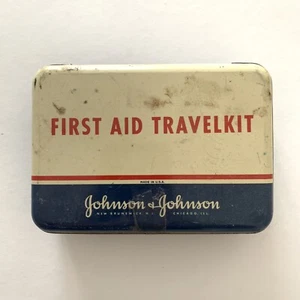 FIRST AID TRAVELKIT
MADE IN U.S.A.
Johnson & Johnson
NEW BRUNSWICK, N.J. CHICAGO, ILL.